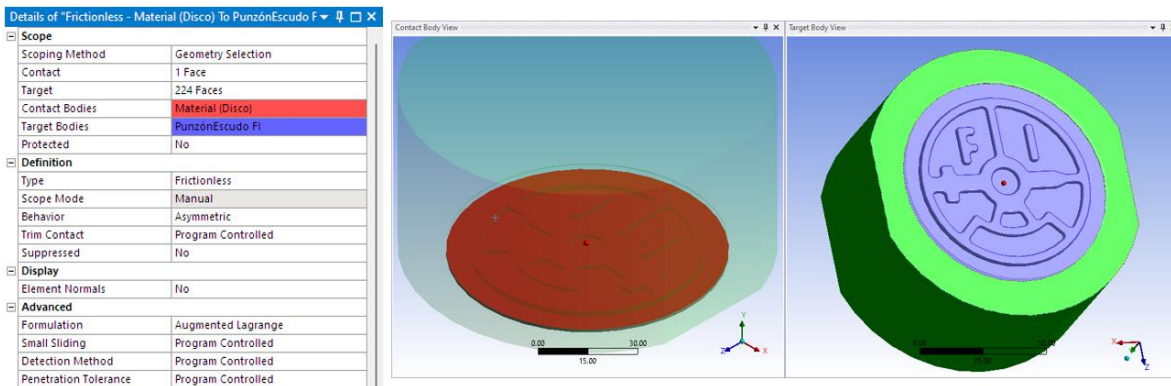 Details of "Frictionless - Material (Disco) To PunzónEscudo F
Scope
Scoping Method Geometry Selection
Contact 1 Face
Target 224 Faces
Contact Bodies Material (Disco)
Target Bodies PunzónEscudo FI
Protected No
Definition
Type Frictionless
Scope Mode Manual
Behavior Asymmetric
Trim Contact Program Controlled
Suppressed No
Display
Element Normals No
Advanced
Formulation Augmented Lagrange
Small Sliding Program Controlled
Detection Method Program Controlled
Penetration Tolerance Program Controlled
Contact Body View
0.00 30.00
15.00
Y
Z X
Target Body View
FI
0.00
25.00
X
Z